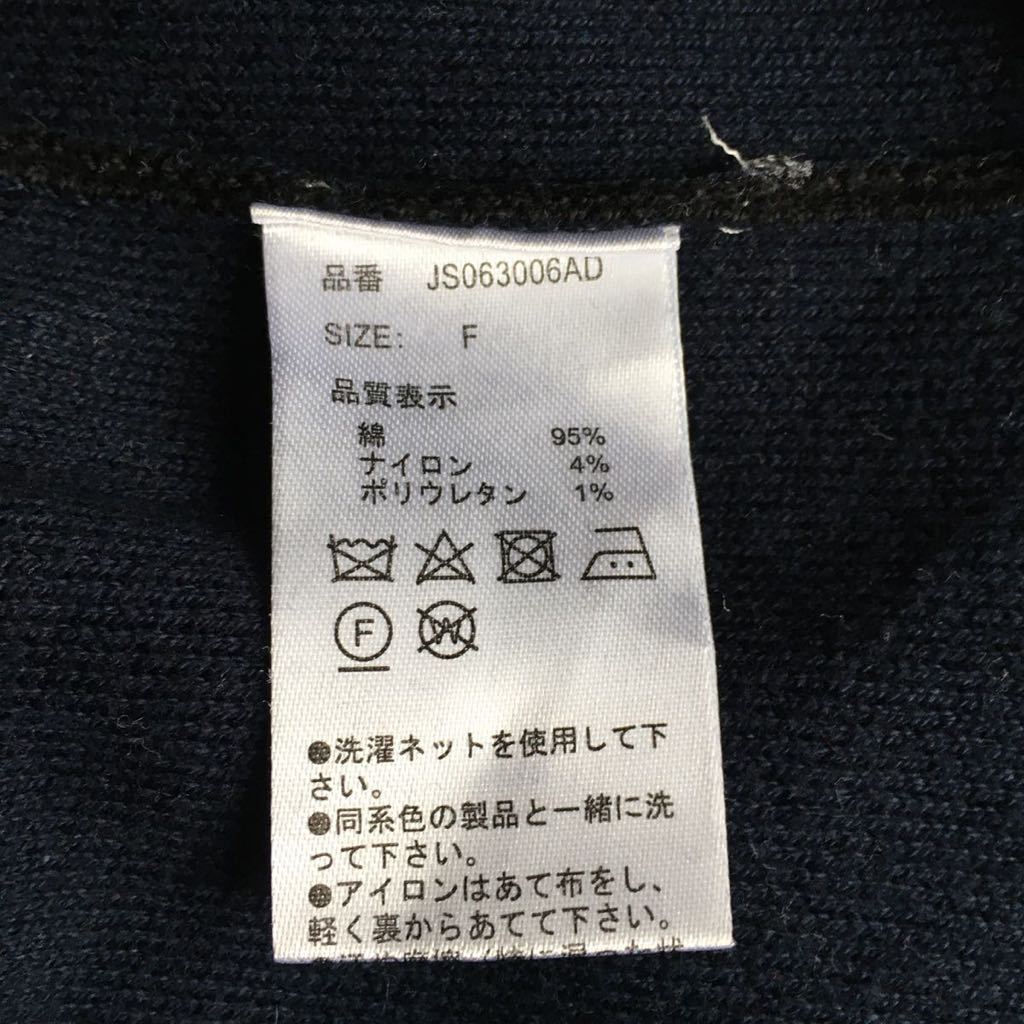 品番 JS063006AD
SIZE: F
品質表示
綿 95%
ナイロン 4%
ポリウレタン 1%
F W
●洗濯ネットを使用して下
さい。
●同系色の製品と一緒に洗
って下さい。
●アイロンはあて布をし、
軽く裏からあてて下さい。